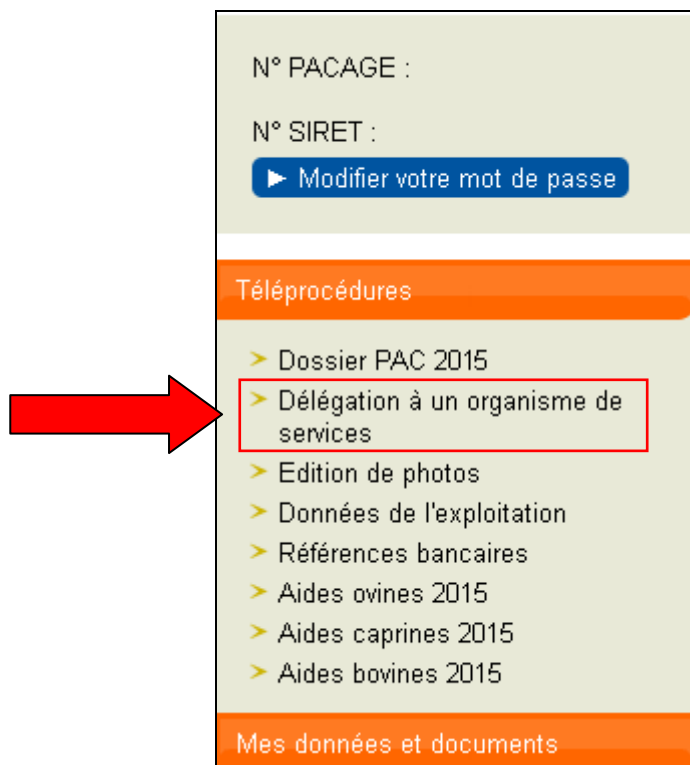 N° PACAGE :
N° SIRET :
► Modifier votre mot de passe
Téléprocédures
> Dossier PAC 2015
> Délégation à un organisme de
services
> Edition de photos
> Données de l'exploitation
> Références bancaires
> Aides ovines 2015
> Aides caprines 2015
> Aides bovines 2015
Mes données et documents